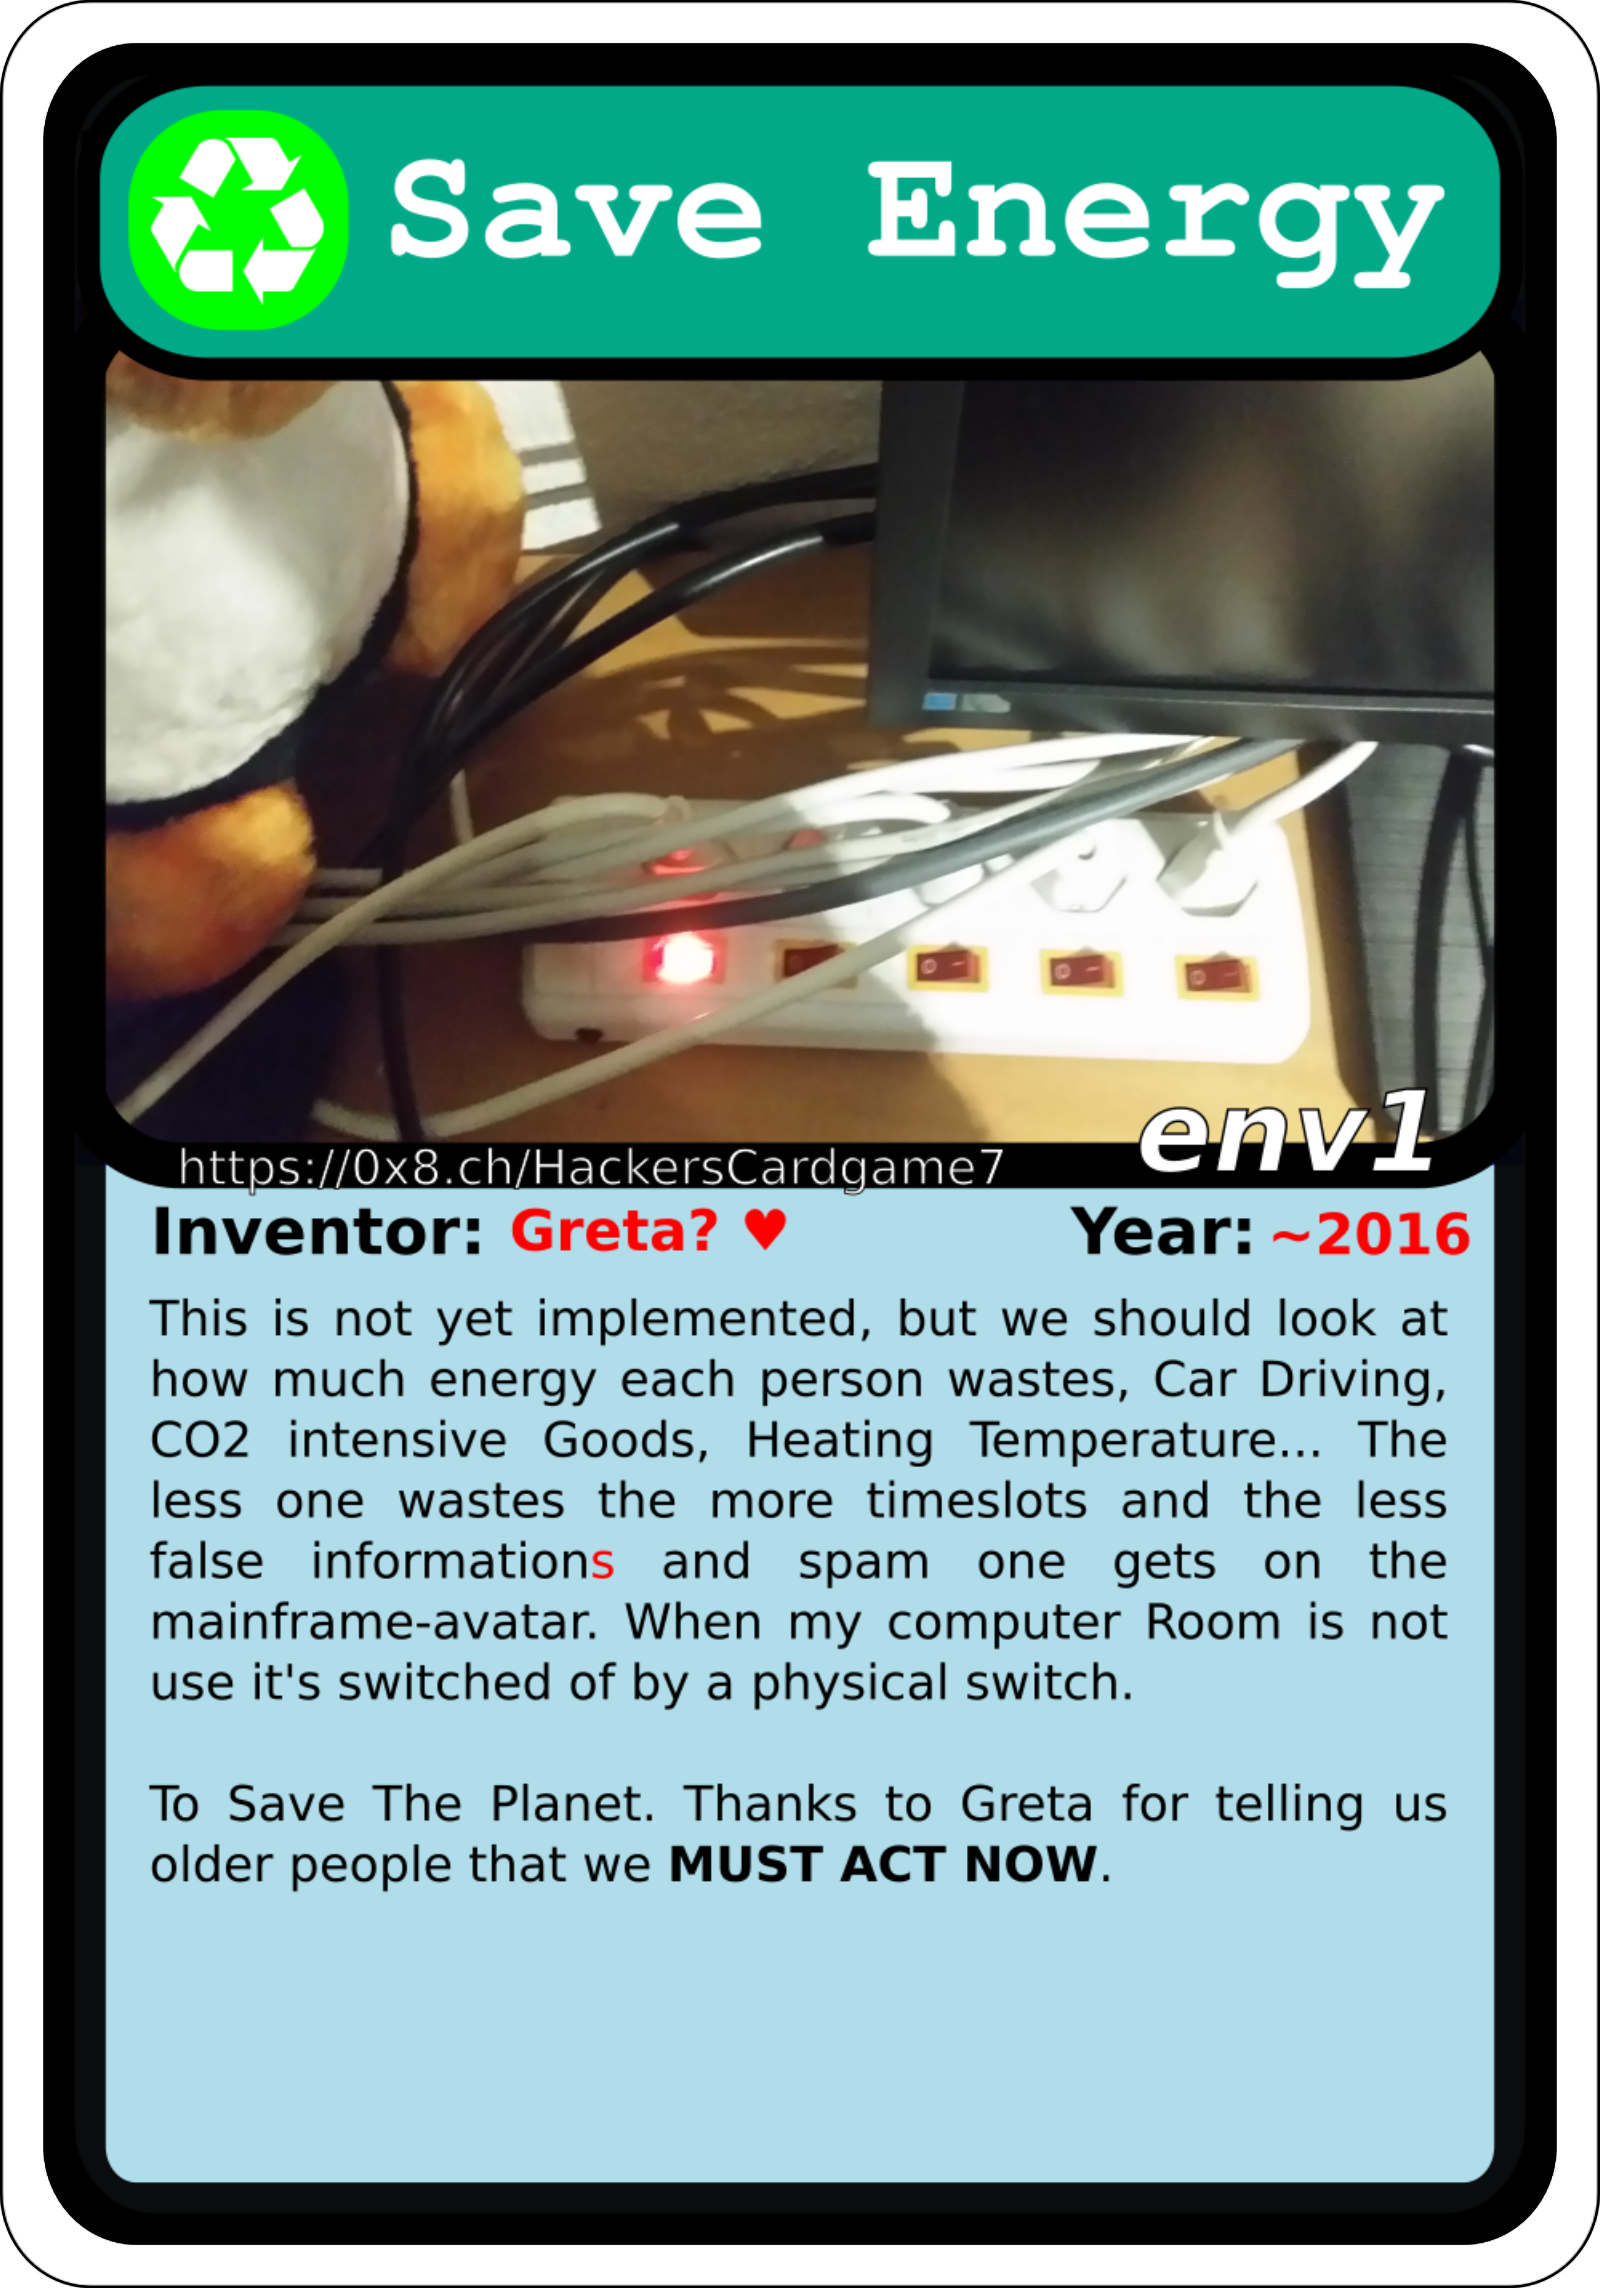 Save Energy
https://0x8.ch/HackersCardgame7
env1
Inventor: Greta? ♥ Year: ~2016
This is not yet implemented, but we should look at
how much energy each person wastes, Car Driving,
CO2 intensive Goods, Heating Temperature... The
less one wastes the more timeslots and the less
false informations and spam one gets on the
mainframe-avatar. When my computer Room is not
use it's switched of by a physical switch.
To Save The Planet. Thanks to Greta for telling us
older people that we MUST ACT NOW.